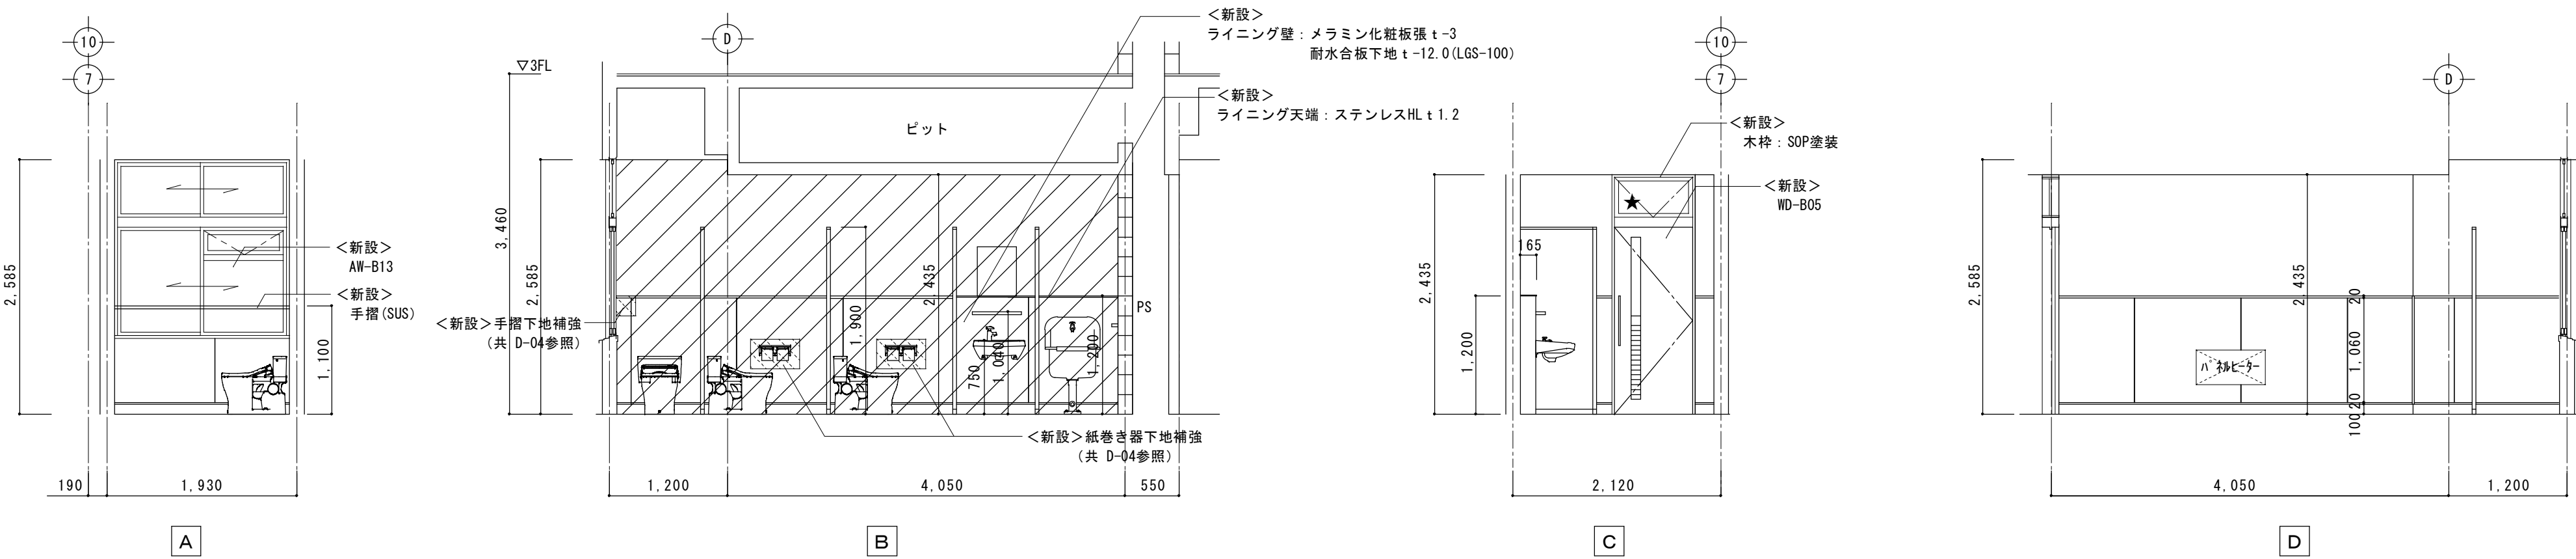 10
7
2,585
<新設>
AW-B13
<新設>
手摺(SUS)
1,100
190
1,930
A
D
▽3FL
3,460
2,585
ピット
<新設>
ライニング壁：メラミン化粧板張ｔ-3
耐水合板下地ｔ-12.0(LGS-100)
<新設>
ライニング天端：ステンレスHLｔ1.2
2,435
1,900
PS
<新設>手摺下地補強
(共 D-04参照)
750
1,040
1,200
<新設>紙巻き器下地補強
(共 D-04参照)
1,200
4,050
550
B
10
7
<新設>
木枠：SOP塗装
<新設>
WD-B05
★
165
2,435
1,200
2,120
C
D
2,585
2,435
20
1,060
パネルヒーター
20
100
4,050
1,200
D